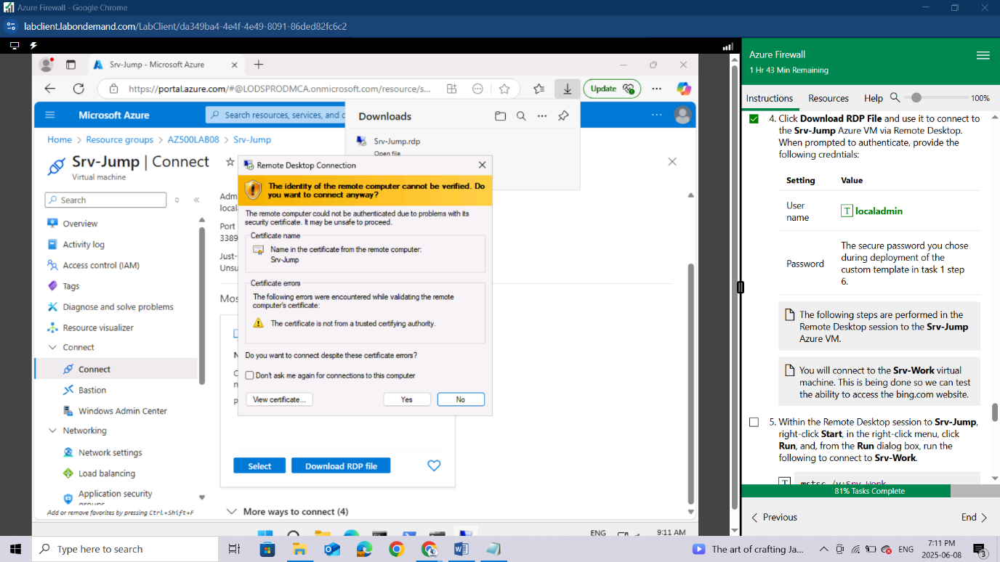 Azure Firewall - Google Chrome
labclient.labondemand.com/LabClient/da349ba4-4e4f-4e49-8091-86ded82fc6c2
Srv-Jump - Microsoft Azure
https://portal.azure.com/#@LODSPRODMCA.onmicrosoft.com/resource/s...
Update
Microsoft Azure
Search resources, services, and d
Downloads
Srv-Jump.rdp
Open file
Home > Resource groups > AZ500LAB08 > Srv-Jump
Srv-Jump | Connect
Virtual machine
Search
Overview
Activity log
Access control (IAM)
Tags
Diagnose and solve problems
Resource visualizer
Connect
Connect
Bastion
Windows Admin Center
Networking
Network settings
Load balancing
Application security
Add or remove favorites by pressing Ctrl+Shift+F
Adm
local
Port
3389
Just-
Unsu
Mos
Remote Desktop Connection
The identity of the remote computer cannot be verified. Do
you want to connect anyway?
The remote computer could not be authenticated due to problems with its
security certificate. It may be unsafe to proceed.
Certificate name
Name in the certificate from the remote computer:
Srv-Jump
Certificate errors
The following errors were encountered while validating the remote
computer's certificate:
The certificate is not from a trusted certifying authority.
Do you want to connect despite these certificate errors?
Don't ask me again for connections to this computer
View certificate...
Yes
No
Select
Download RDP file
More ways to connect (4)
ENG
9:11 AM
Azure Firewall
1 Hr 43 Min Remaining
Instructions
Resources
Help
100%
4. Click Download RDP File and use it to connect to
the Srv-Jump Azure VM via Remote Desktop.
When prompted to authenticate, provide the
following credntials:
Setting
Value
User
name
T localadmin
Password
The secure password you chose
during deployment of the
custom template in task 1 step
6.
The following steps are performed in the
Remote Desktop session to the Srv-Jump
Azure VM.
You will connect to the Srv-Work virtual
machine. This is being done so we can test
the ability to access the bing.com website.
5. Within the Remote Desktop session to Srv-Jump,
right-click Start, in the right-click menu, click
Run, and, from the Run dialog box, run the
following to connect to Srv-Work.
T mstsc /v:Srv-Work
81% Tasks Complete
Previous
End
Type here to search
The art of crafting Ja...
ENG
7:11 PM
2025-06-08
3